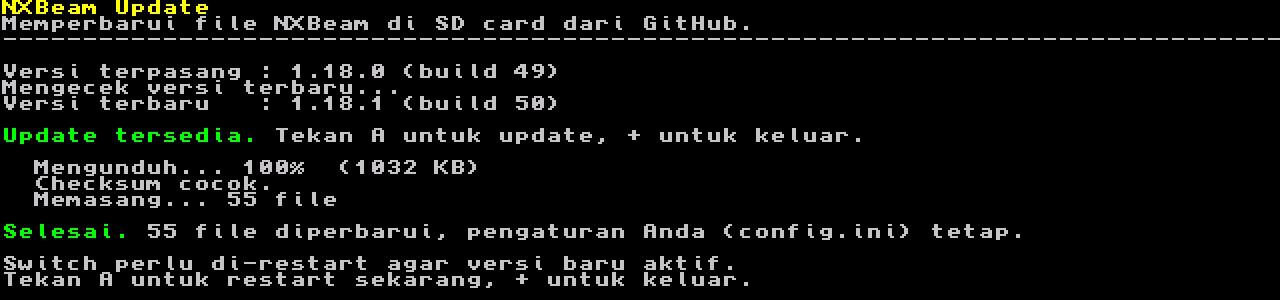 NXBeam Update
Memperbarui file NXBeam di SD card dari GitHub.
Versi terpasang : 1.18.0 (build 49)
Mengecek versi terbaru...
Versi terbaru   : 1.18.1 (build 50)
Update tersedia. Tekan A untuk update, + untuk keluar.
Mengunduh... 100%  (1032 KB)
Checksum cocok.
Memasang... 55 file
Selesai. 55 file diperbarui, pengaturan Anda (config.ini) tetap.
Switch perlu di-restart agar versi baru aktif.
Tekan A untuk restart sekarang, + untuk keluar.